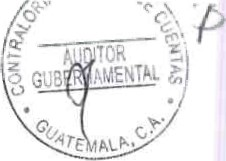 CONTRALOR
E CUENTAS
AUDITOR
GUBERNAMENTAL
GUATEMALA, C.A.